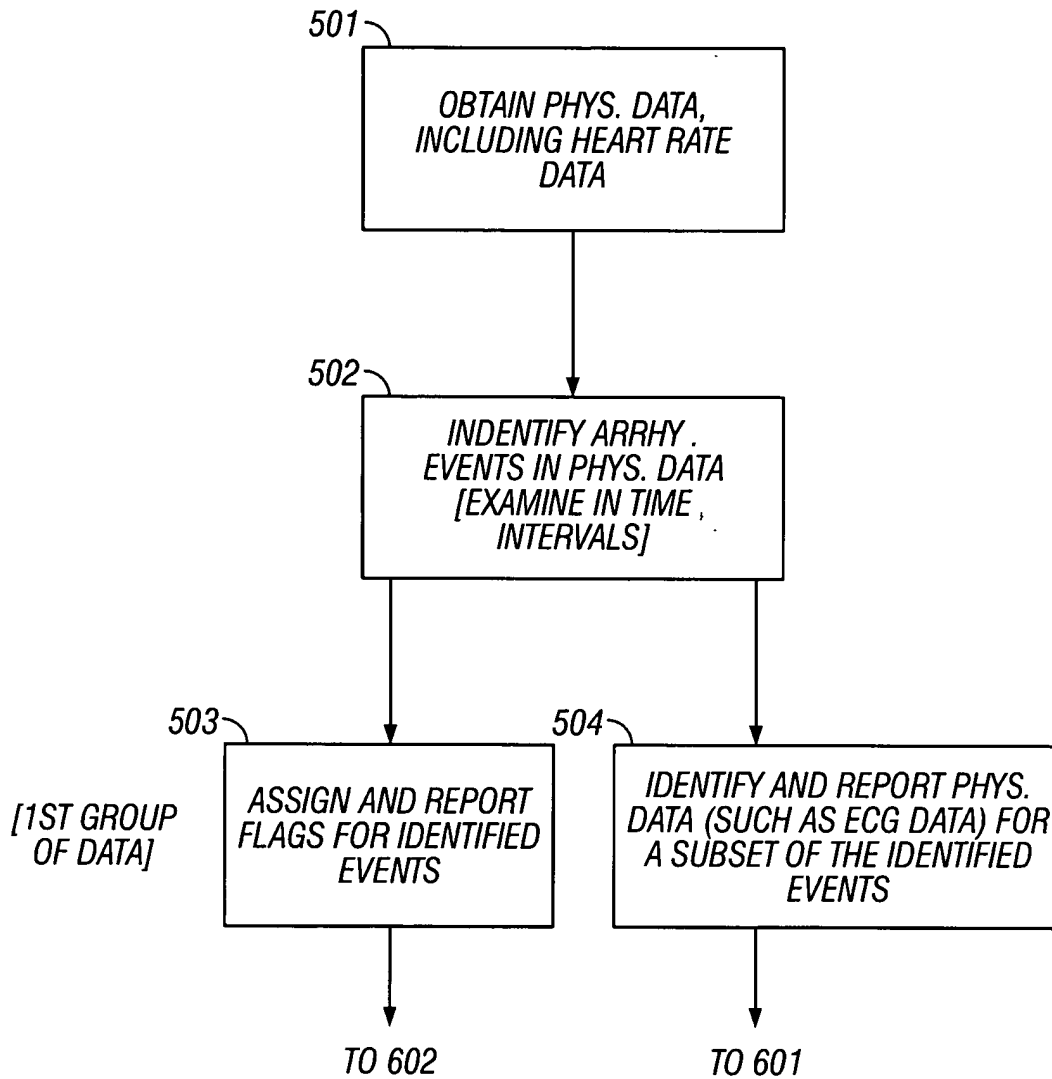 501
OBTAIN PHYS. DATA,
INCLUDING HEART RATE
DATA
502
INDENTIFY ARRHY.
EVENTS IN PHYS. DATA
[EXAMINE IN TIME,
INTERVALS]
503
[1ST GROUP
OF DATA]
ASSIGN AND REPORT
FLAGS FOR IDENTIFIED
EVENTS
504
IDENTIFY AND REPORT PHYS.
DATA (SUCH AS ECG DATA) FOR
A SUBSET OF THE IDENTIFIED
EVENTS
TO 602
TO 601